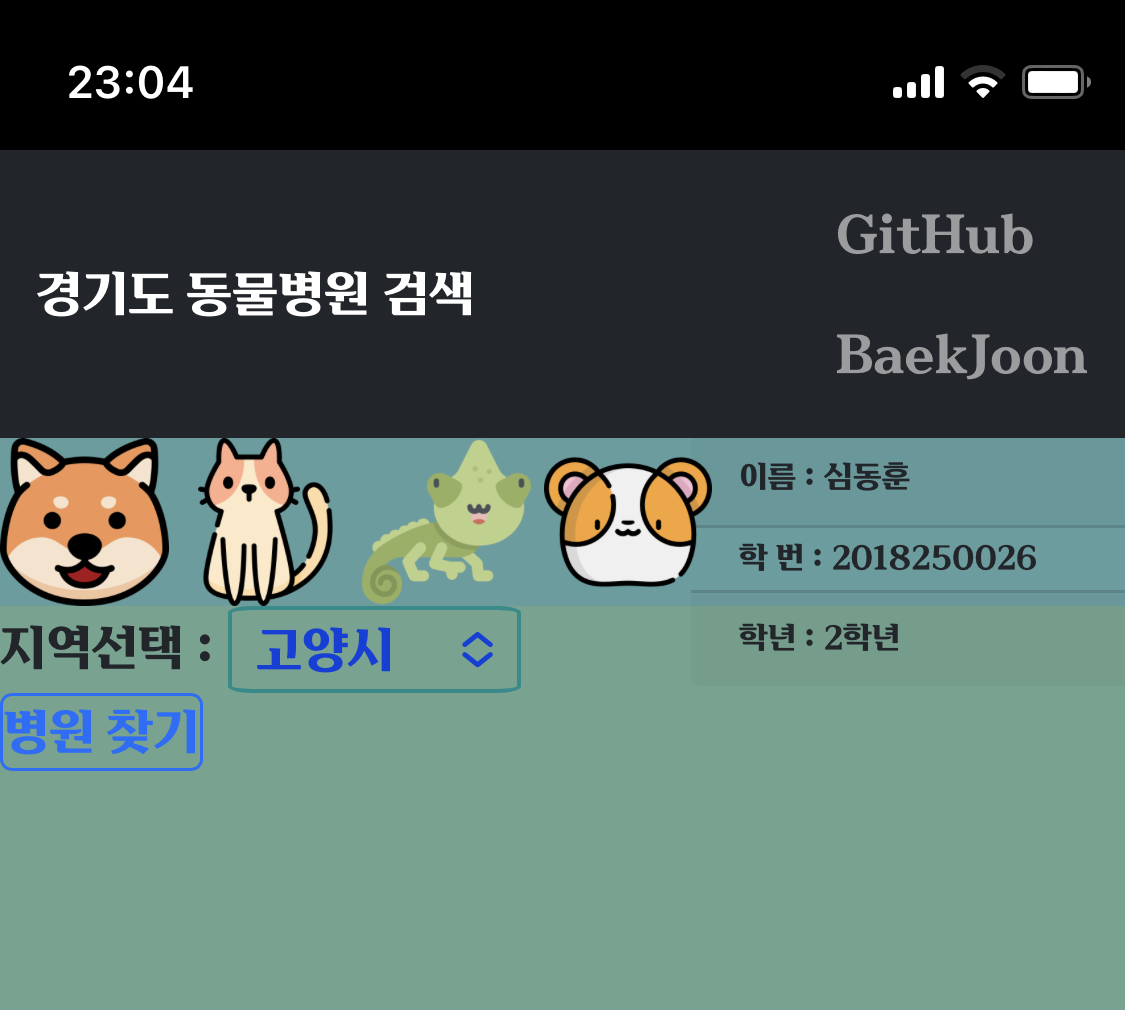 23:04
경기도 동물병원 검색
GitHub
BaekJoon
이름 : 심동훈
학 번 : 2018250026
학년 : 2학년
지역선택 : 고양시
병원 찾기